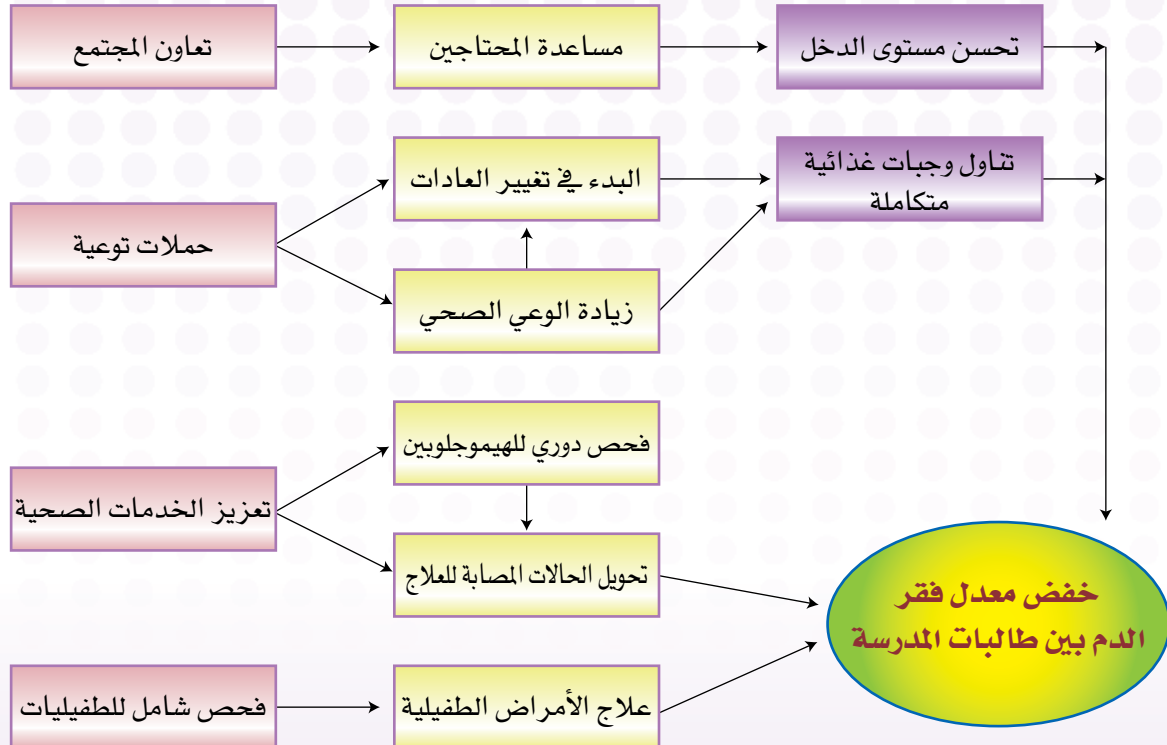 تعاون المجتمع
مساعدة المحتاجين
تحسن مستوى الدخل
حملات توعية
البدء في تغيير العادات
زيادة الوعي الصحي
تناول وجبات غذائية
متكاملة
تعزيز الخدمات الصحية
فحص دوري للهيموجلوبين
تحويل الحالات المصابة للعلاج
فحص شامل للطفيليات
علاج الأمراض الطفيلية
خفض معدل فقر
الدم بين طالبات المدرسة